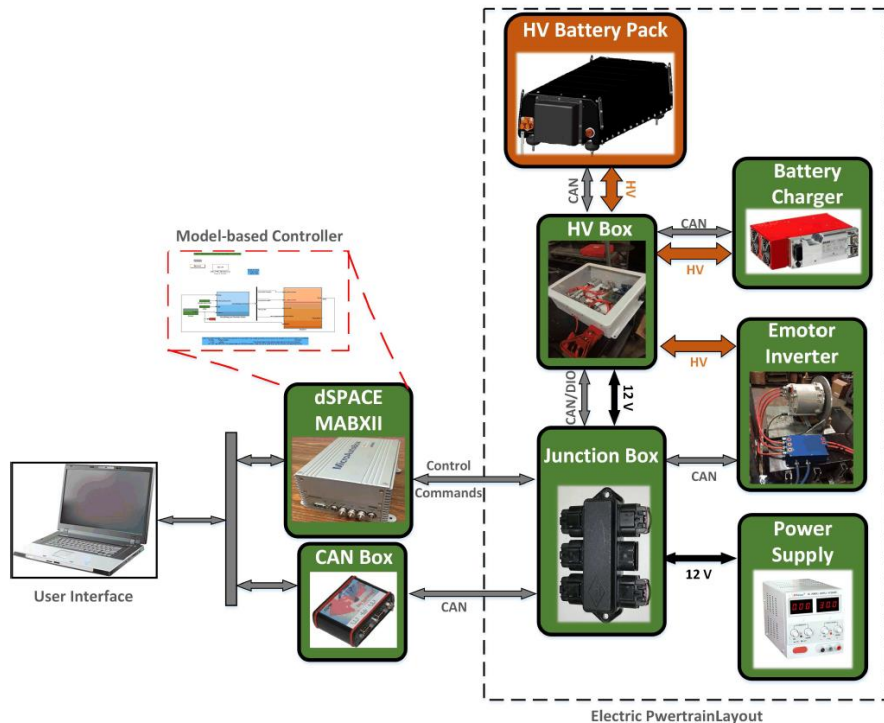 HV Battery Pack
CAN
HV
Battery
Charger
CAN
HV
HV Box
Model-based Controller
HV
Emotor
Inverter
CAN/DIO
12 V
dSPACE
MABXII
MicroAutoBox
Control
Commands
Junction Box
CAN
User Interface
CAN Box
CAN
12 V
Power
Supply
Electric PwertrainLayout